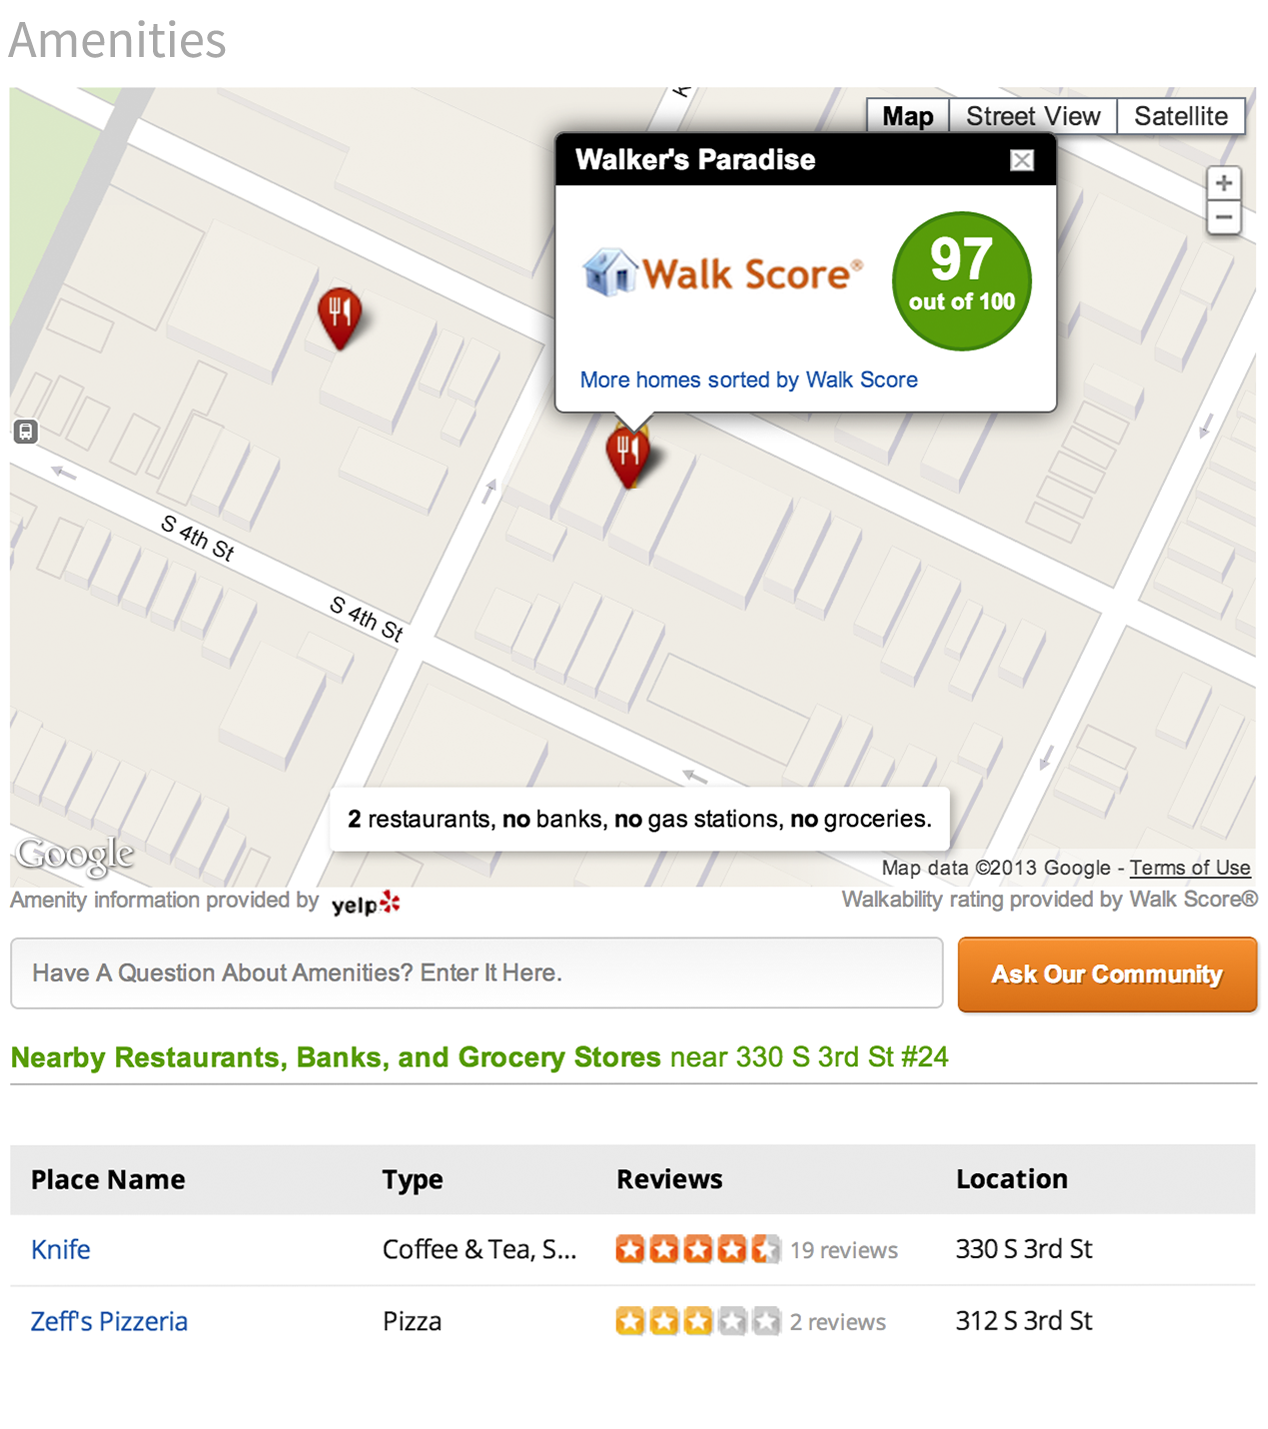 Amenities
Map
Street View
Satellite
Walker's Paradise
+
−
Walk Score®
97
out of 100
More homes sorted by Walk Score
S 4th St
S 4th St
2 restaurants, no banks, no gas stations, no groceries.
Google
Map data ©2013 Google - Terms of Use
Amenity information provided by yelp
Walkability rating provided by Walk Score®
Have A Question About Amenities? Enter It Here.
Ask Our Community
Nearby Restaurants, Banks, and Grocery Stores near 330 S 3rd St #24
Place Name Type Reviews Location
Knife Coffee & Tea, S... 19 reviews 330 S 3rd St
Zeff's Pizzeria Pizza 2 reviews 312 S 3rd St